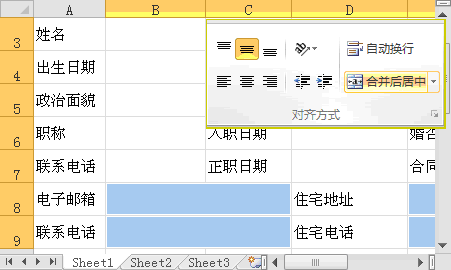 A B C D
3 姓名
自动换行
4 出生日期
合并后居中
5 政治面貌
对齐方式
6 职称 入职日期 婚否
7 联系电话 正职日期 合同
8 电子邮箱 住宅地址
9 联系电话 住宅电话
Sheet1 Sheet2 Sheet3